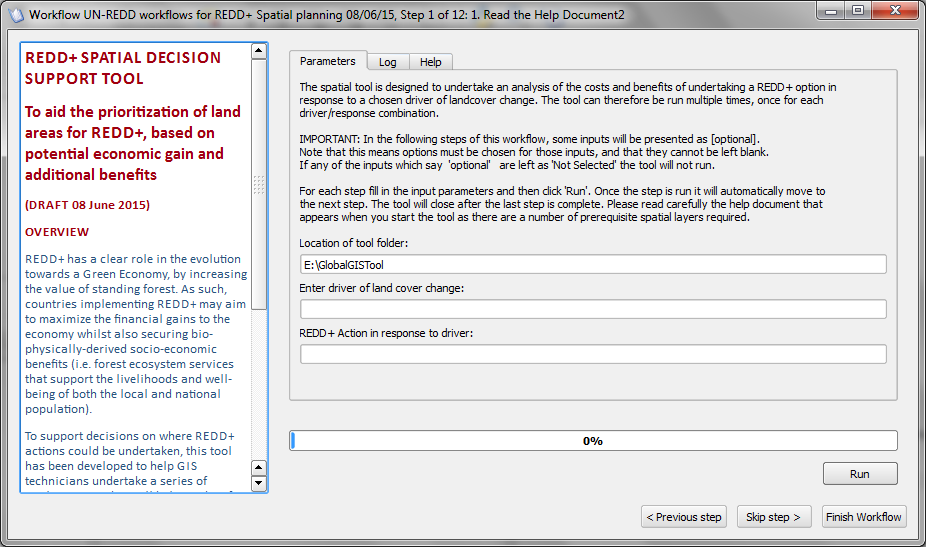 Workflow UN-REDD workflows for REDD+ Spatial planning 08/06/15, Step 1 of 12: 1. Read the Help Document2
REDD+ SPATIAL DECISION
SUPPORT TOOL
To aid the prioritization of land
areas for REDD+, based on
potential economic gain and
additional benefits
(DRAFT 08 June 2015)
OVERVIEW
REDD+ has a clear role in the evolution
towards a Green Economy, by increasing
the value of standing forest. As such,
countries implementing REDD+ may aim
to maximize the financial gains to the
economy whilst also securing bio-
physically-derived socio-economic
benefits (i.e. forest ecosystem services
that support the livelihoods and well-
being of both the local and national
population).
To support decisions on where REDD+
actions could be undertaken, this tool
has been developed to help GIS
technicians undertake a series of
Parameters
Log
Help
The spatial tool is designed to undertake an analysis of the costs and benefits of undertaking a REDD+ option in
response to a chosen driver of landcover change. The tool can therefore be run multiple times, once for each
driver/response combination.
IMPORTANT: In the following steps of this workflow, some inputs will be presented as [optional].
Note that this means options must be chosen for those inputs, and that they cannot be left blank.
If any of the inputs which say 'optional' are left as 'Not Selected' the tool will not run.
For each step fill in the input parameters and then click 'Run'. Once the step is run it will automatically move to
the next step. The tool will close after the last step is complete. Please read carefully the help document that
appears when you start the tool as there are a number of prerequisite spatial layers required.
Location of tool folder:
E:\GlobalGISTool
Enter driver of land cover change:
REDD+ Action in response to driver:
0%
Run
< Previous step
Skip step >
Finish Workflow